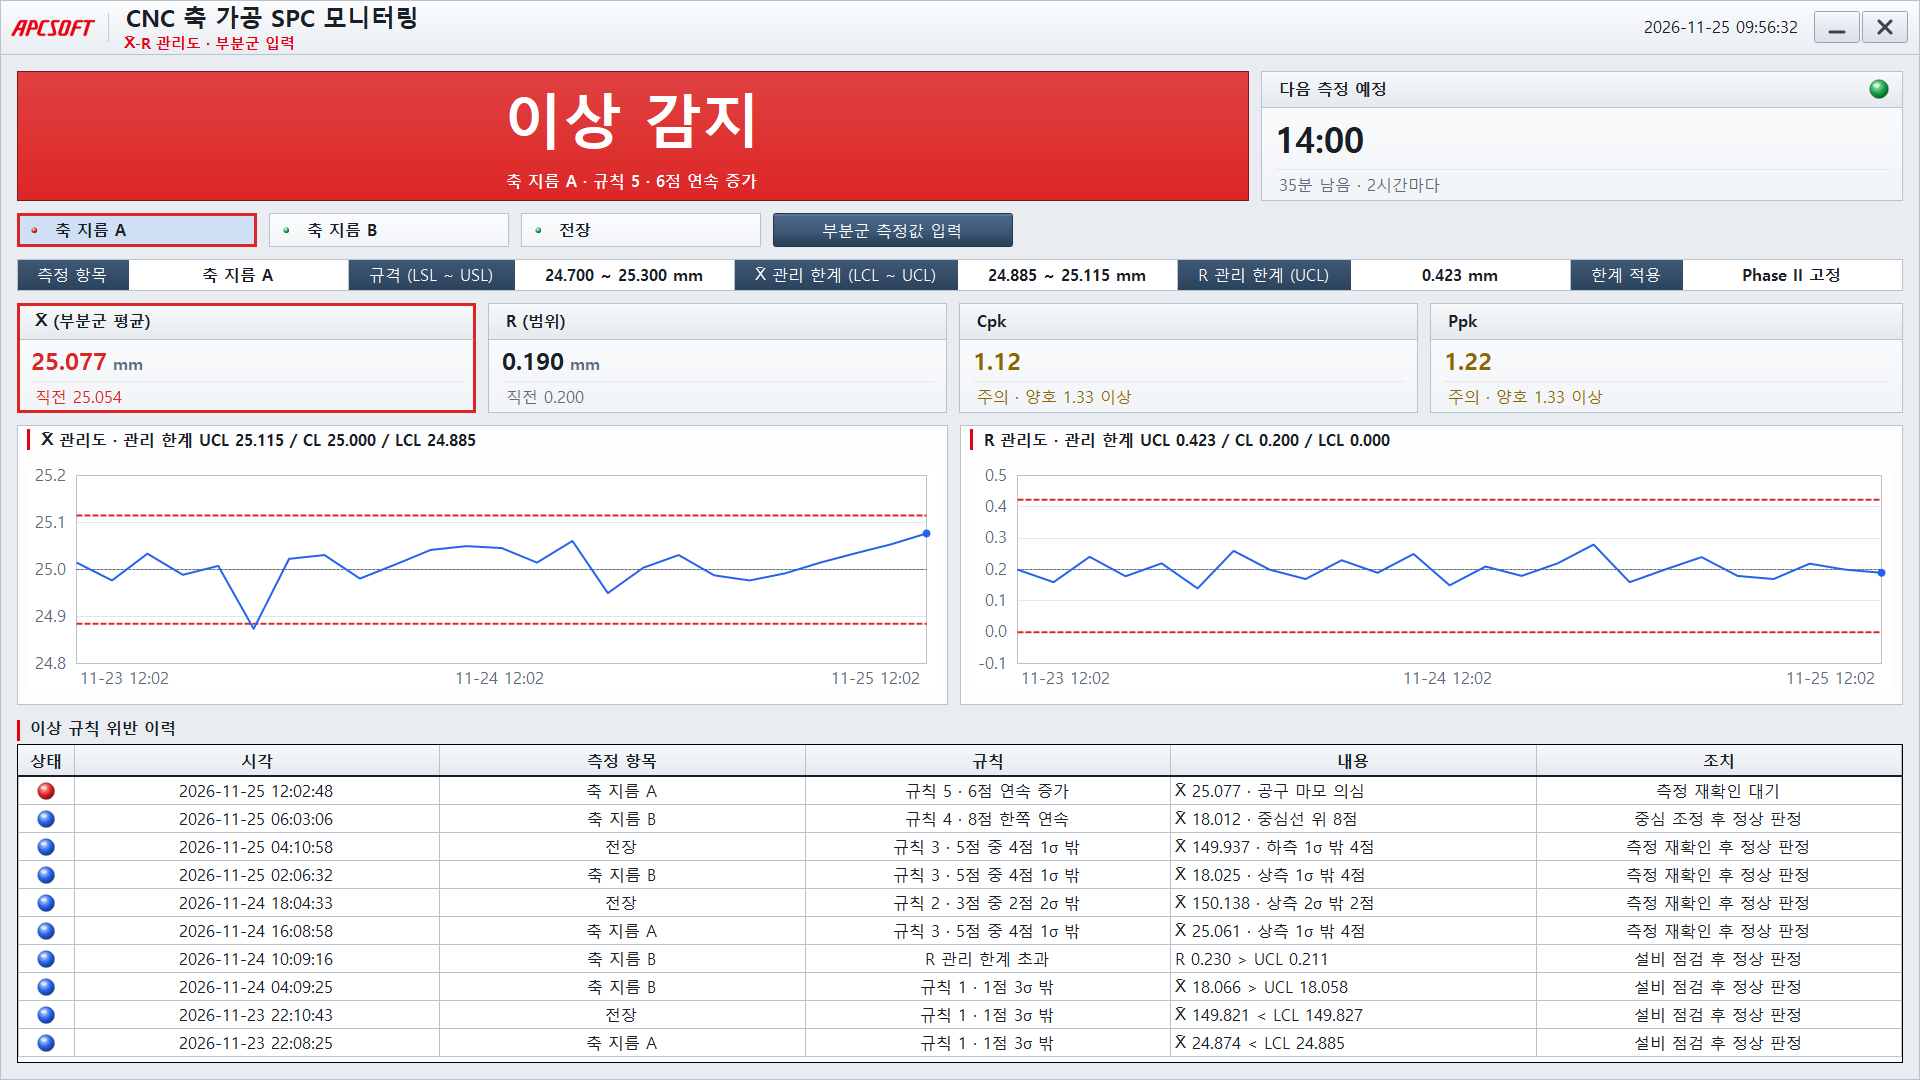 APCSOFT
CNC 축 가공 SPC 모니터링
X̄-R 관리도 · 부분군 입력
2026-11-25 09:56:32
이상 감지
축 지름 A · 규칙 5 · 6점 연속 증가
다음 측정 예정
14:00
35분 남음 · 2시간마다
축 지름 A
축 지름 B
전장
부분군 측정값 입력
측정 항목 축 지름 A 규격 (LSL ~ USL) 24.700 ~ 25.300 mm X̄ 관리 한계 (LCL ~ UCL) 24.885 ~ 25.115 mm R 관리 한계 (UCL) 0.423 mm 한계 적용 Phase II 고정
X̄ (부분군 평균)
25.077 mm
직전 25.054
R (범위)
0.190 mm
직전 0.200
Cpk
1.12
주의 · 양호 1.33 이상
Ppk
1.22
주의 · 양호 1.33 이상
X̄ 관리도 · 관리 한계 UCL 25.115 / CL 25.000 / LCL 24.885
25.2
25.1
25.0
24.9
24.8
11-23 12:02 11-24 12:02 11-25 12:02
R 관리도 · 관리 한계 UCL 0.423 / CL 0.200 / LCL 0.000
0.5
0.4
0.3
0.2
0.1
0.0
-0.1
11-23 12:02 11-24 12:02 11-25 12:02
이상 규칙 위반 이력
상태 시각 측정 항목 규칙 내용 조치
2026-11-25 12:02:48 축 지름 A 규칙 5 · 6점 연속 증가 X̄ 25.077 · 공구 마모 의심 측정 재확인 대기
2026-11-25 06:03:06 축 지름 B 규칙 4 · 8점 한쪽 연속 X̄ 18.012 · 중심선 위 8점 중심 조정 후 정상 판정
2026-11-25 04:10:58 전장 규칙 3 · 5점 중 4점 1σ 밖 X̄ 149.937 · 하측 1σ 밖 4점 측정 재확인 후 정상 판정
2026-11-25 02:06:32 축 지름 B 규칙 3 · 5점 중 4점 1σ 밖 X̄ 18.025 · 상측 1σ 밖 4점 측정 재확인 후 정상 판정
2026-11-24 18:04:33 전장 규칙 2 · 3점 중 2점 2σ 밖 X̄ 150.138 · 상측 2σ 밖 2점 측정 재확인 후 정상 판정
2026-11-24 16:08:58 축 지름 A 규칙 3 · 5점 중 4점 1σ 밖 X̄ 25.061 · 상측 1σ 밖 4점 측정 재확인 후 정상 판정
2026-11-24 10:09:16 축 지름 B R 관리 한계 초과 R 0.230 > UCL 0.211 설비 점검 후 정상 판정
2026-11-24 04:09:25 축 지름 B 규칙 1 · 1점 3σ 밖 X̄ 18.066 > UCL 18.058 설비 점검 후 정상 판정
2026-11-23 22:10:43 전장 규칙 1 · 1점 3σ 밖 X̄ 149.821 < LCL 149.827 설비 점검 후 정상 판정
2026-11-23 22:08:25 축 지름 A 규칙 1 · 1점 3σ 밖 X̄ 24.874 < LCL 24.885 설비 점검 후 정상 판정